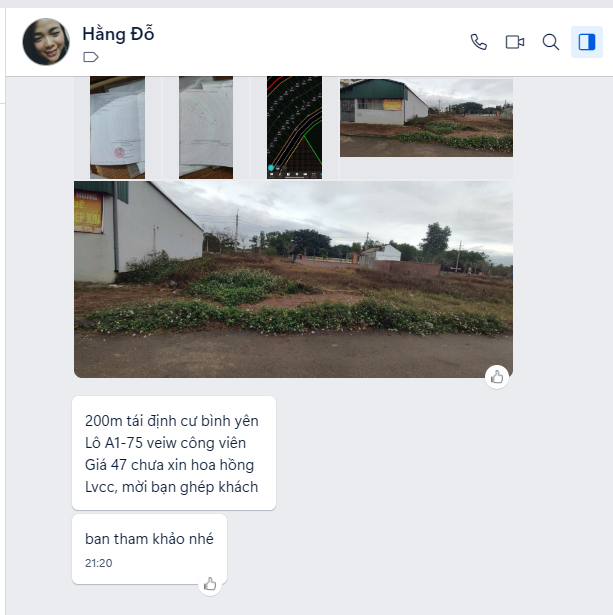 Hằng Đỗ
200m tái định cư bình yên
Lô A1-75 veiw công viên
Giá 47 chưa xin hoa hồng
Lvcc, mời bạn ghép khách
ban tham khảo nhé
21:20